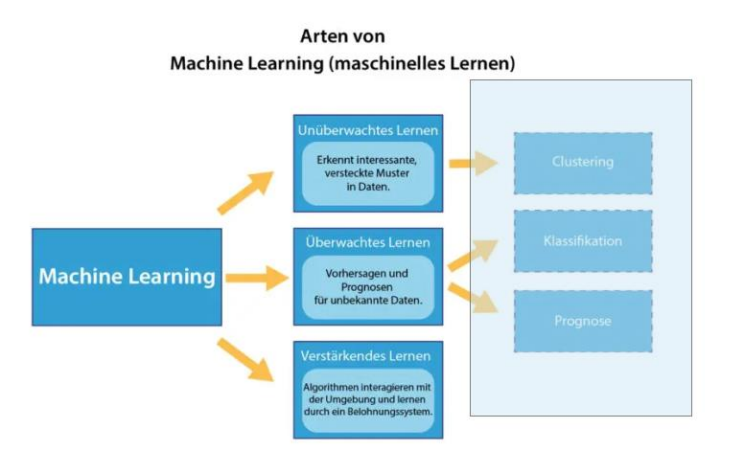 Arten von
Machine Learning (maschinelles Lernen)
Unüberwachtes Lernen
Erkennt interessante,
versteckte Muster
in Daten.
Clustering
Machine Learning
Überwachtes Lernen
Vorhersagen und
Prognosen
für unbekannte Daten.
Klassifikation
Prognose
Verstärkendes Lernen
Algorithmen interagieren mit
der Umgebung und lernen
durch ein Belohnungssystem.